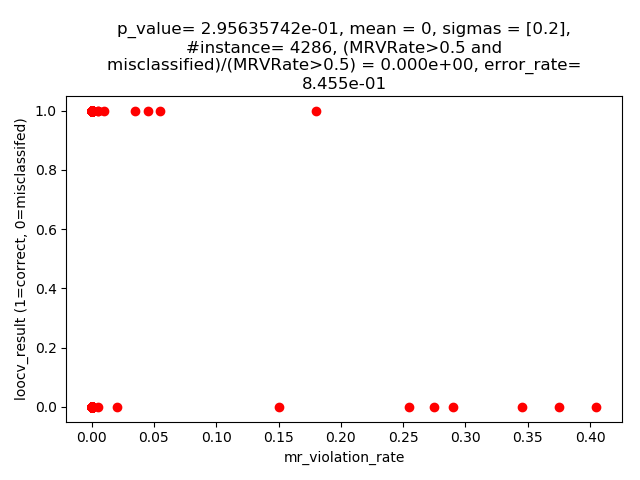 p_value= 2.95635742e-01, mean = 0, sigmas = [0.2],
#instance= 4286, (MRVRate>0.5 and
misclassified)/(MRVRate>0.5) = 0.000e+00, error_rate=
8.455e-01
loocv_result (1=correct, 0=misclassifed)
1.0
0.8
0.6
0.4
0.2
0.0
0.00 0.05 0.10 0.15 0.20 0.25 0.30 0.35 0.40
mr_violation_rate